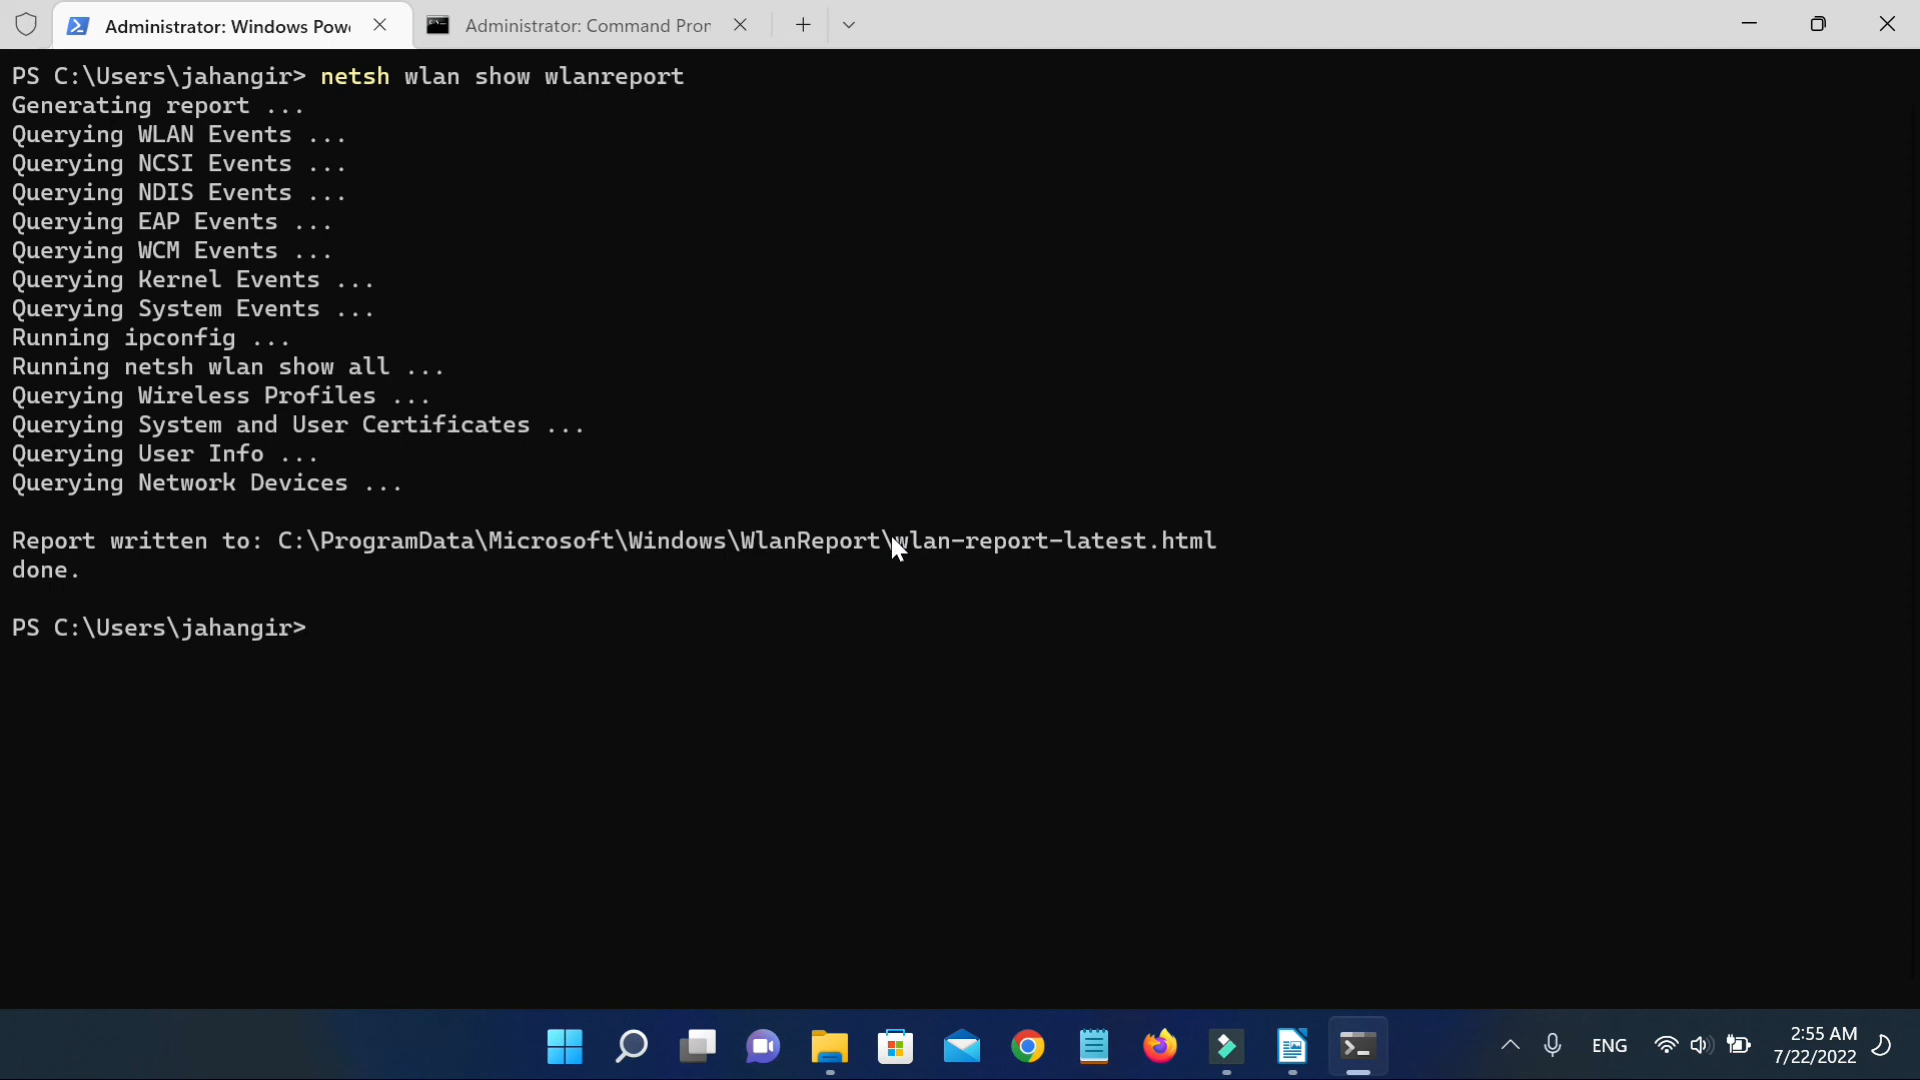 Administrator: Windows Pow
Administrator: Command Pror
PS C:\Users\jahangir> netsh wlan show wlanreport
Generating report ...
Querying WLAN Events ...
Querying NCSI Events ...
Querying NDIS Events ...
Querying EAP Events ...
Querying WCM Events ...
Querying Kernel Events ...
Querying System Events ...
Running ipconfig ...
Running netsh wlan show all ...
Querying Wireless Profiles ...
Querying System and User Certificates ...
Querying User Info ...
Querying Network Devices ...
Report written to: C:\ProgramData\Microsoft\Windows\WlanReport\wlan-report-latest.html
done.
PS C:\Users\jahangir>
ENG
2:55 AM
7/22/2022